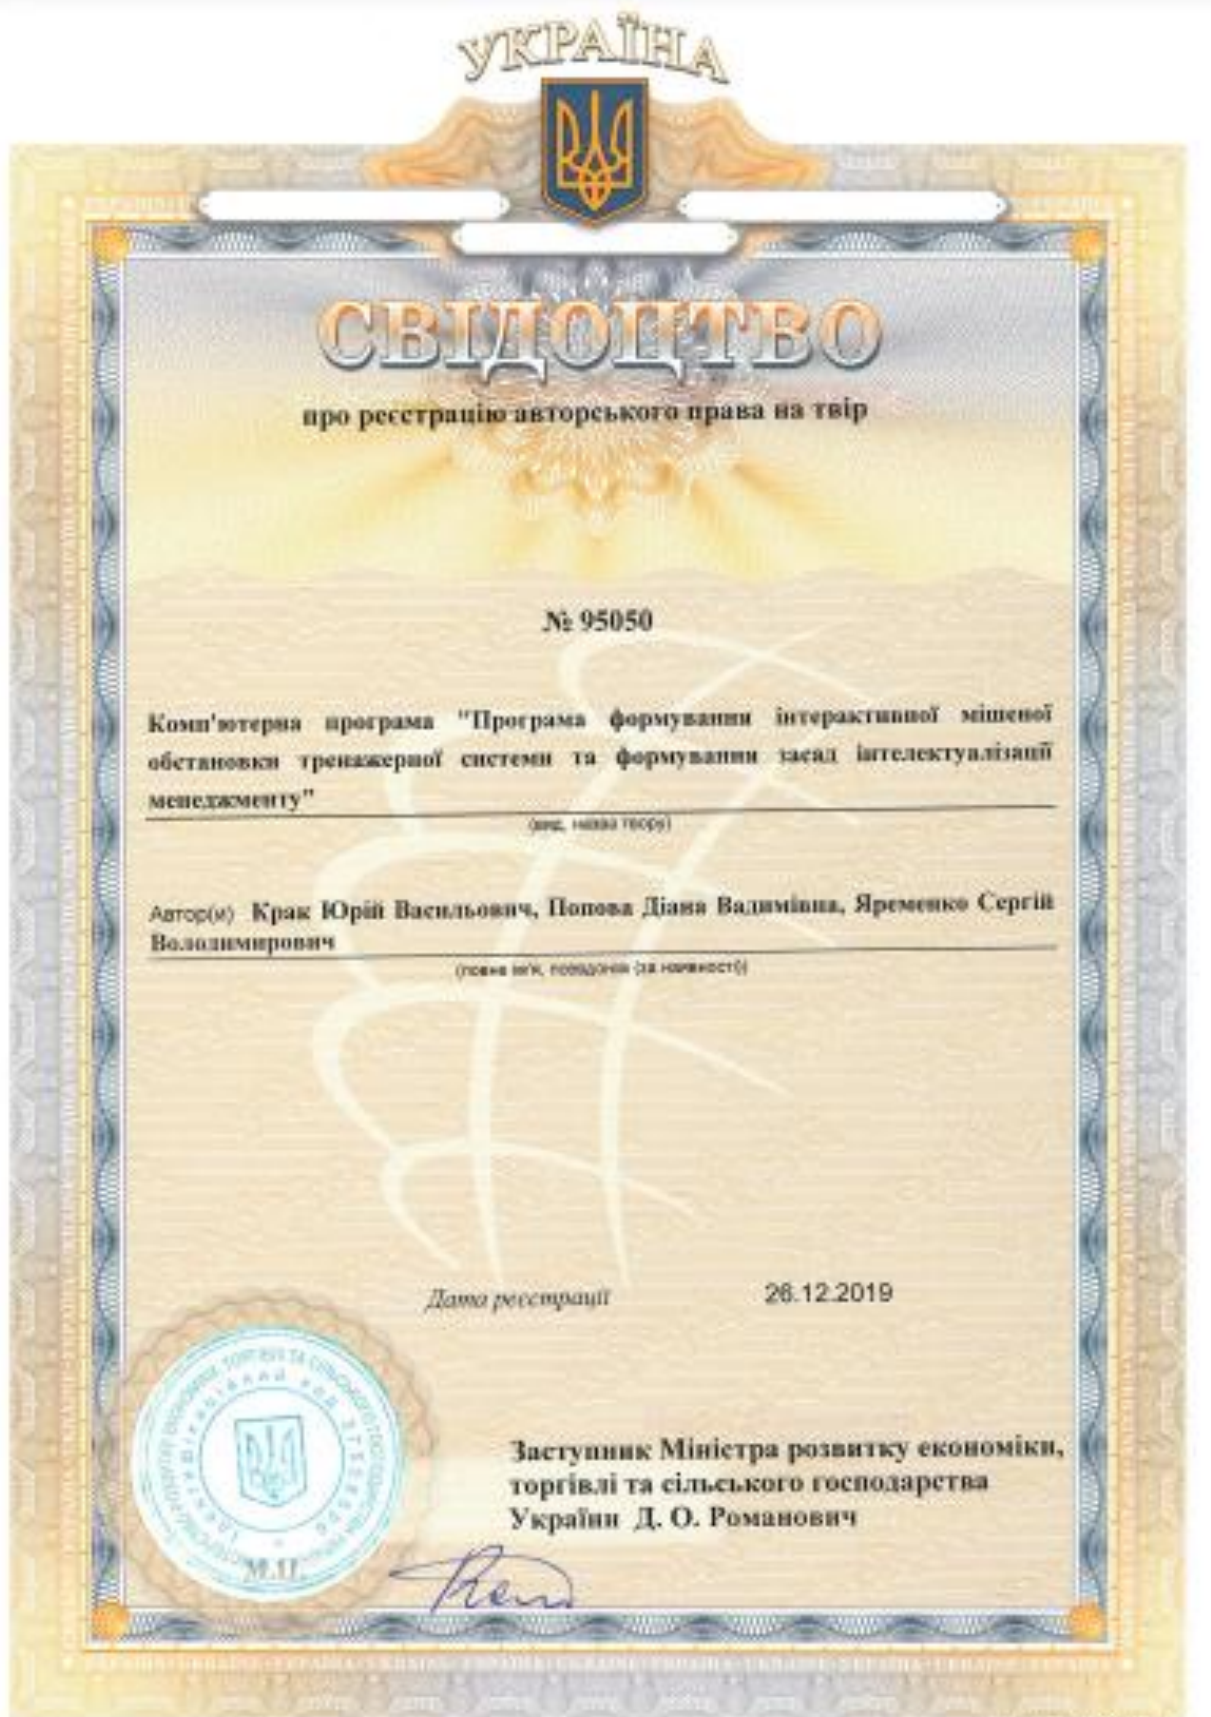 УКРАЇНА
СВІДОЦТВО
про реєстрацію авторського права на твір
№ 95050
Комп'ютерна програма "Програма формування інтерактивної мішеної
обстановки тренажерної системи та формування засад інтелектуалізації
менеджменту"
(вид, назва твору)
Автор(и) Крак Юрій Васильович, Попова Діана Вадимівна, Яременко Сергій
Володимирович
(повне ім'я, псевдонім (за наявності))
Дата реєстрації 26.12.2019
Заступник Міністра розвитку економіки,
торгівлі та сільського господарства
України Д. О. Романович
М.П.